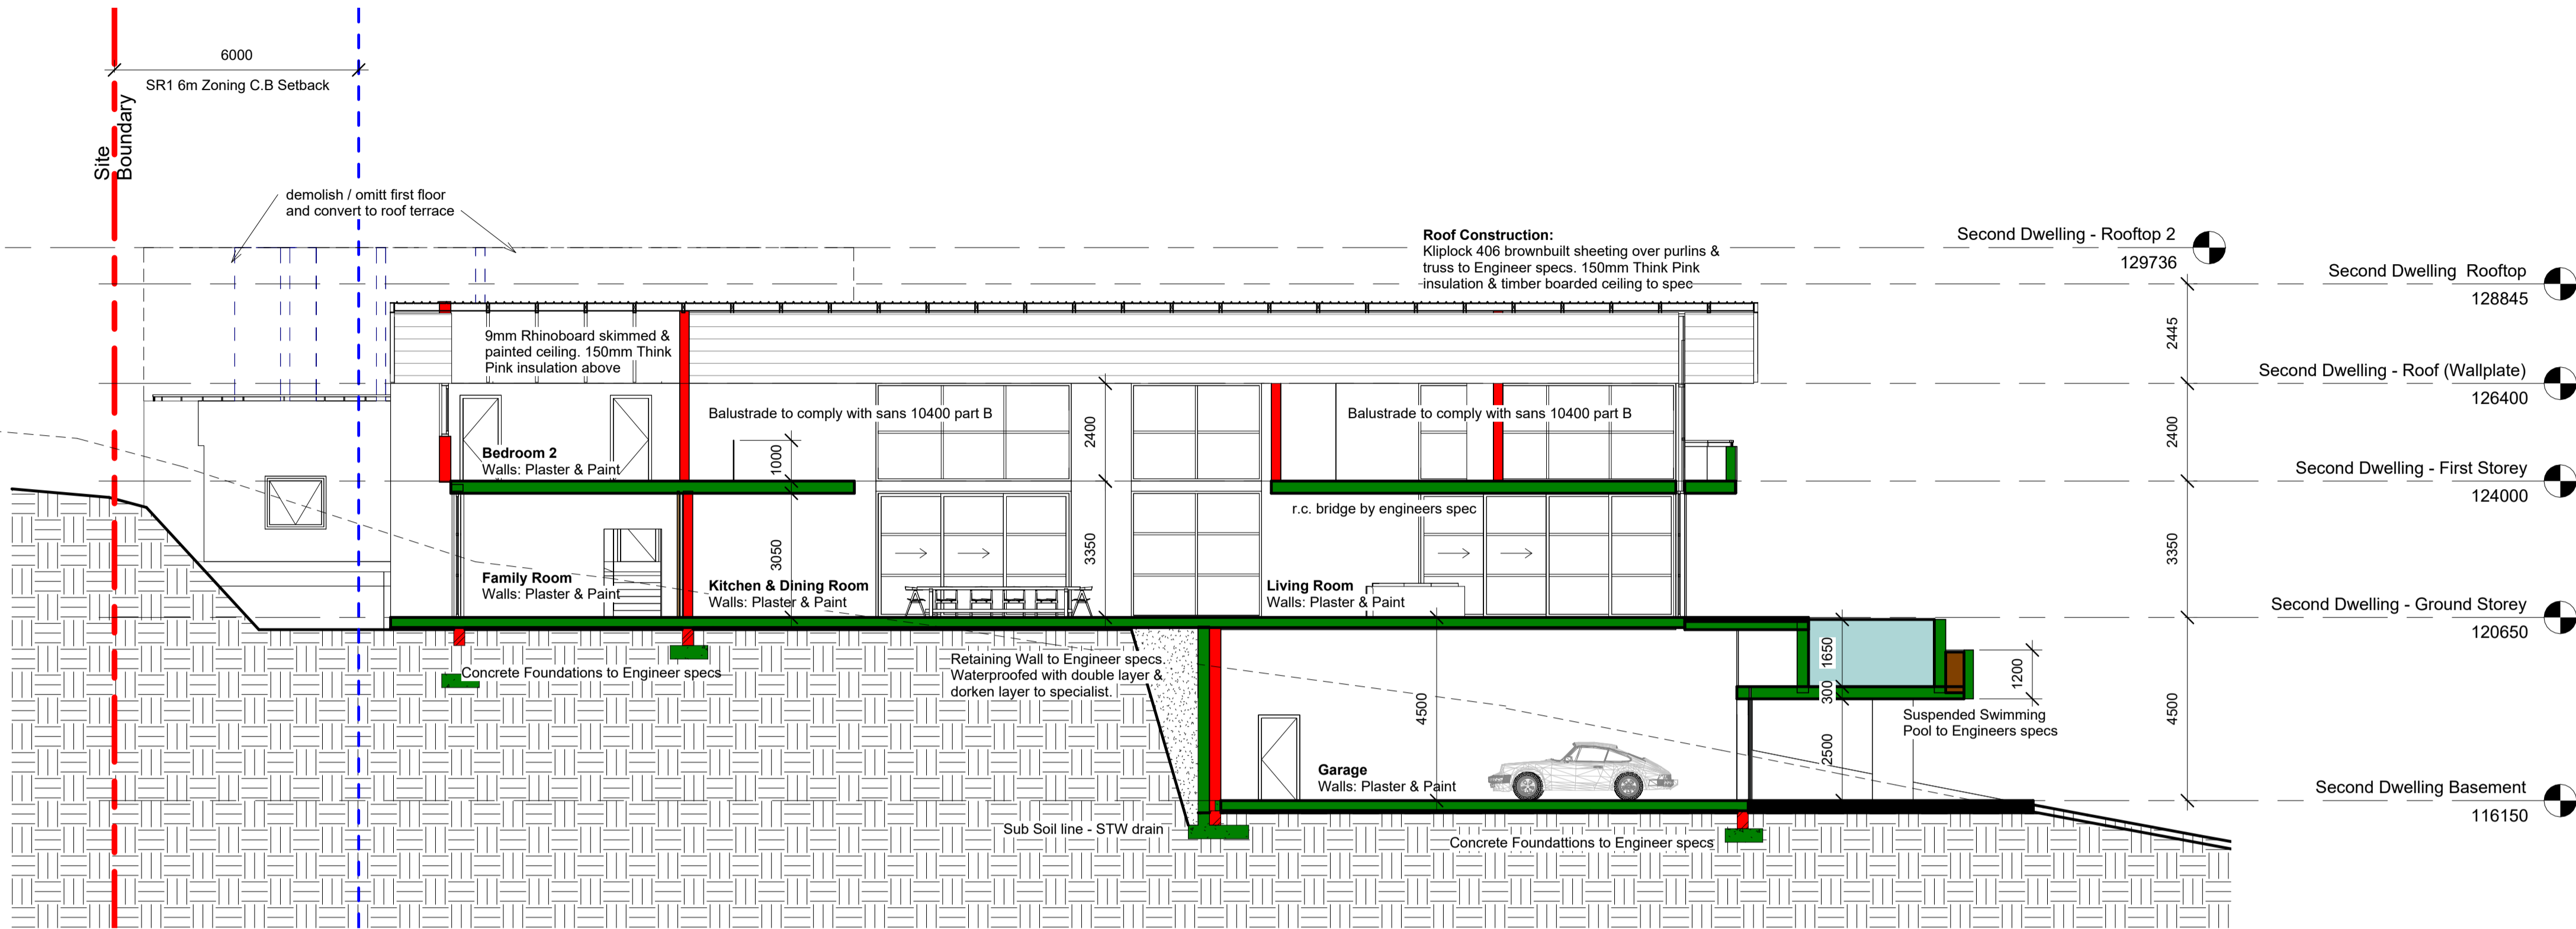 6000
SR1 6m Zoning C.B Setback
Site
Boundary
demolish / omitt first floor
and convert to roof terrace
Roof Construction:
Kliplock 406 brownbuilt sheeting over purlins &
truss to Engineer specs. 150mm Think Pink
insulation & timber boarded ceiling to spec
Second Dwelling - Rooftop 2
129736
Second Dwelling  Rooftop
128845
2445
9mm Rhinoboard skimmed &
painted ceiling. 150mm Think
Pink insulation above
Second Dwelling - Roof (Wallplate)
126400
Balustrade to comply with sans 10400 part B
Balustrade to comply with sans 10400 part B
2400
2400
1000
Bedroom 2
Walls: Plaster & Paint
Second Dwelling - First Storey
124000
r.c. bridge by engineers spec
3050
3350
3350
Family Room
Walls: Plaster & Paint
Kitchen & Dining Room
Walls: Plaster & Paint
Living Room
Walls: Plaster & Paint
Second Dwelling - Ground Storey
120650
1650
1200
300
Concrete Foundations to Engineer specs
Retaining Wall to Engineer specs.
Waterproofed with double layer &
dorken layer to specialist.
4500
4500
Suspended Swimming
Pool to Engineers specs
2500
Garage
Walls: Plaster & Paint
Second Dwelling Basement
116150
Sub Soil line - STW drain
Concrete Foundattions to Engineer specs